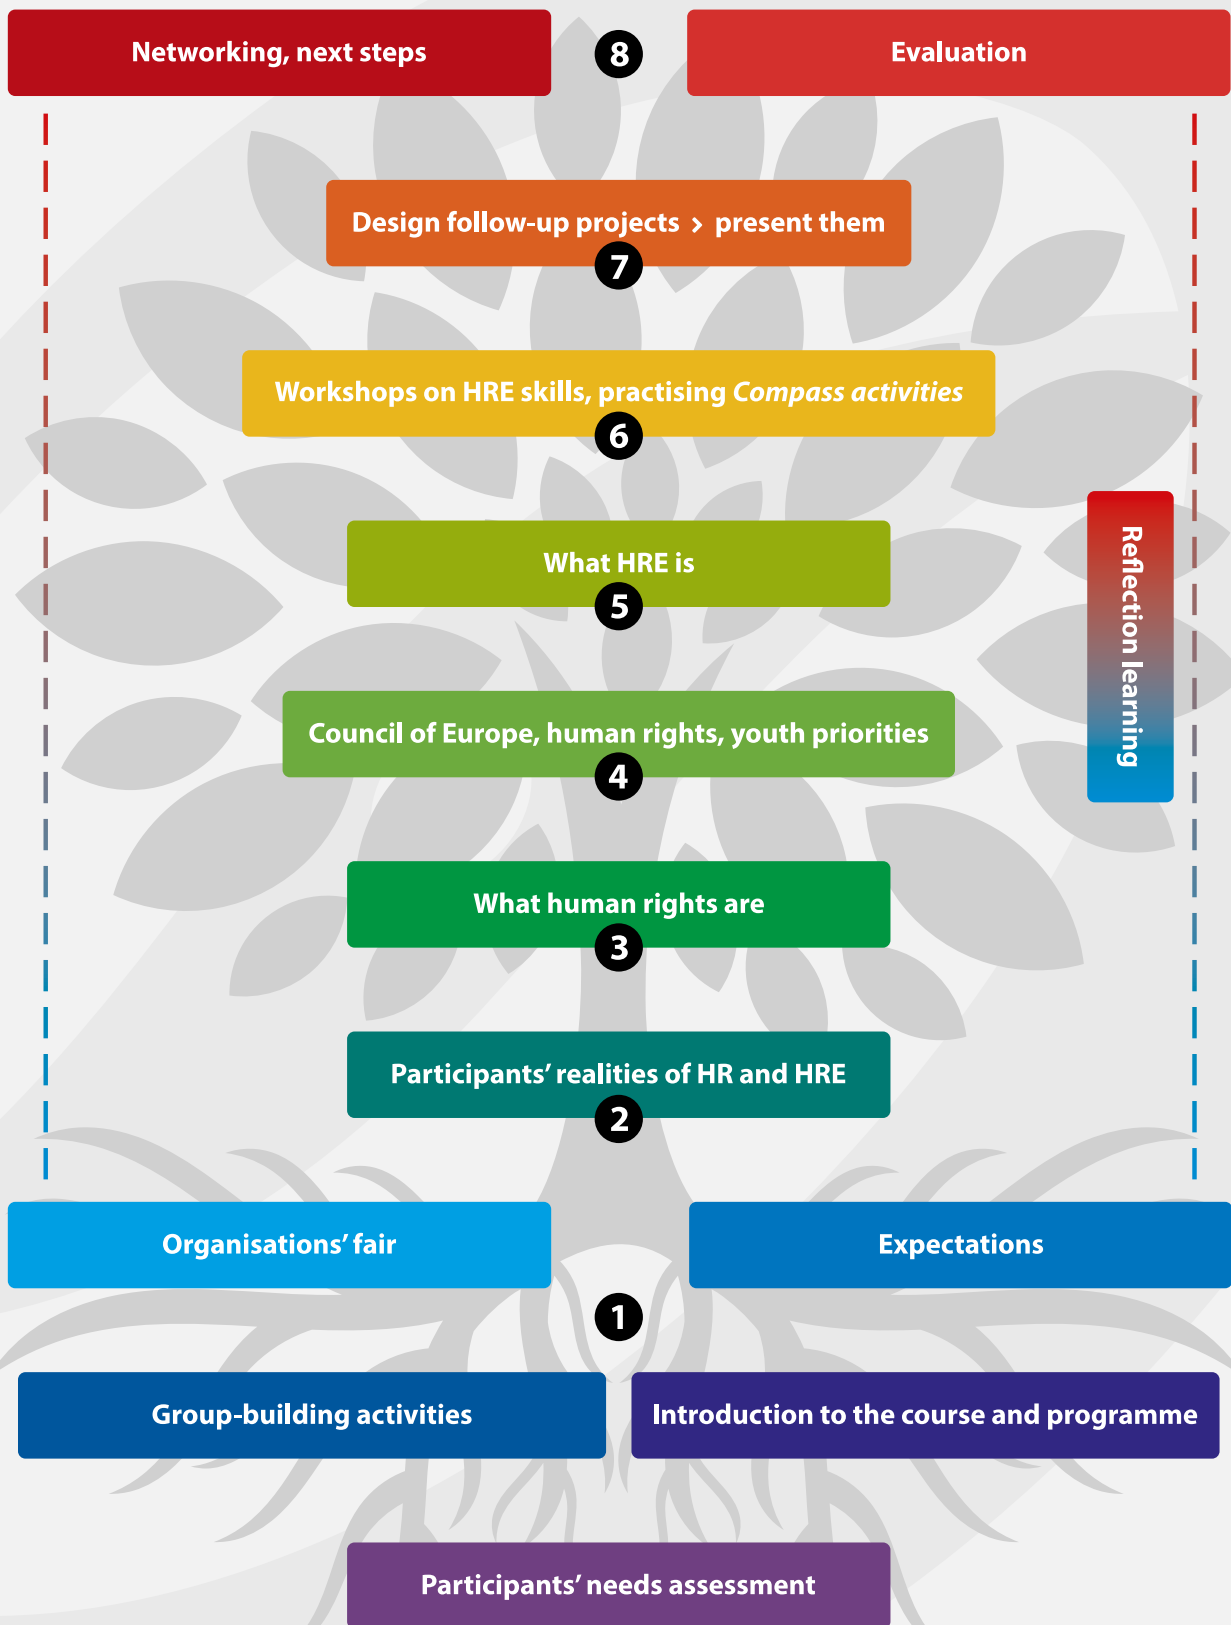 Networking, next steps
8
Evaluation
Design follow-up projects › present them
7
Workshops on HRE skills, practising Compass activities
6
What HRE is
5
Reflection learning
Council of Europe, human rights, youth priorities
4
What human rights are
3
Participants’ realities of HR and HRE
2
Organisations’ fair
Expectations
1
Group-building activities
Introduction to the course and programme
Participants’ needs assessment